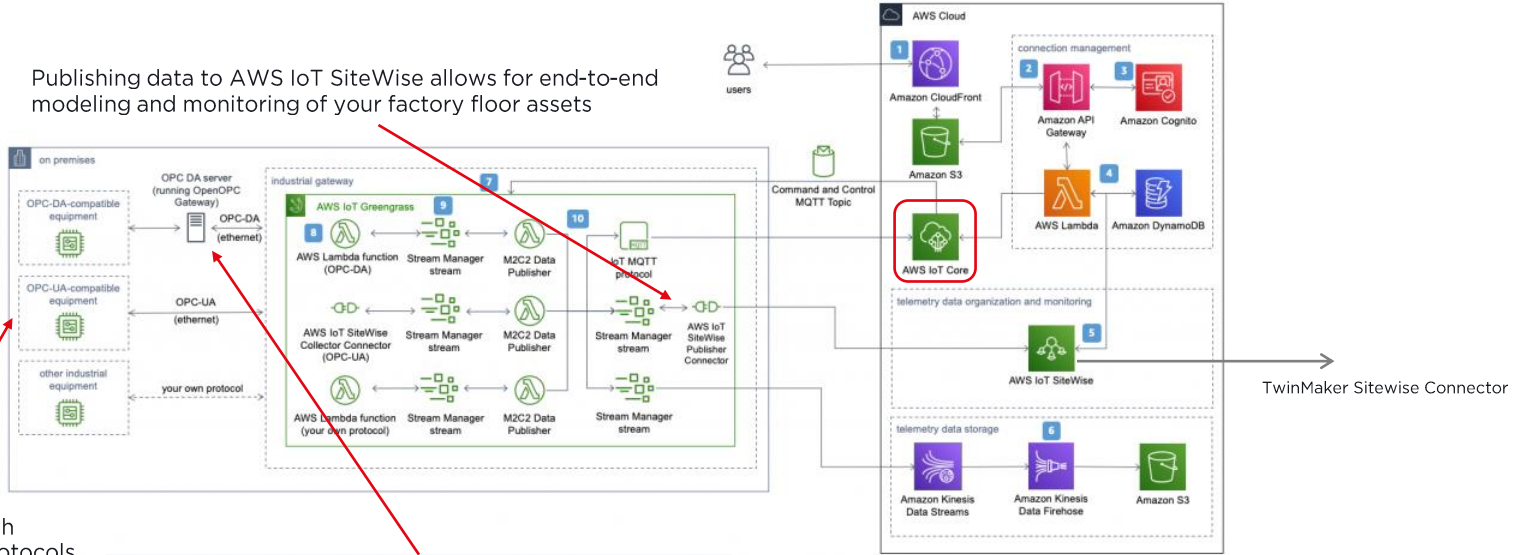 AWS Cloud
1
Amazon CloudFront
users
Amazon S3
connection management
2
3
Amazon API
Gateway
Amazon Cognito
4
AWS Lambda
Amazon DynamoDB
Publishing data to AWS IoT SiteWise allows for end-to-end
modeling and monitoring of your factory floor assets
Command and Control
MQTT Topic
AWS IoT Core
on premises
OPC-DA-compatible
equipment
OPC DA server
(running OpenOPC
Gateway)
OPC-DA
(ethernet)
OPC-UA-compatible
equipment
OPC-UA
(ethernet)
other industrial
equipment
your own protocol
industrial gateway
7
AWS IoT Greengrass
8
9
10
AWS Lambda function
(OPC-DA)
Stream Manager
stream
M2C2 Data
Publisher
MQTT
IoT MQTT
protocol
AWS IoT SiteWise
Collector Connector
(OPC-UA)
Stream Manager
stream
M2C2 Data
Publisher
Stream Manager
stream
AWS IoT
SiteWise
Publisher
Connector
AWS Lambda function
(your own protocol)
Stream Manager
stream
M2C2 Data
Publisher
Stream Manager
stream
telemetry data organization and monitoring
5
AWS IoT SiteWise
TwinMaker Sitewise Connector
telemetry data storage
6
Amazon Kinesis
Data Streams
Amazon Kinesis
Data Firehose
Amazon S3